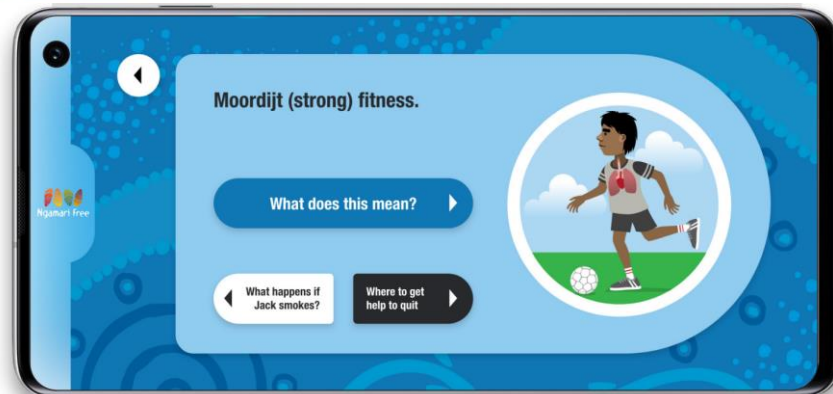 Moordijt (strong) fitness.
What does this mean?
What happens if
Jack smokes?
Where to get
help to quit
Ngamari Free